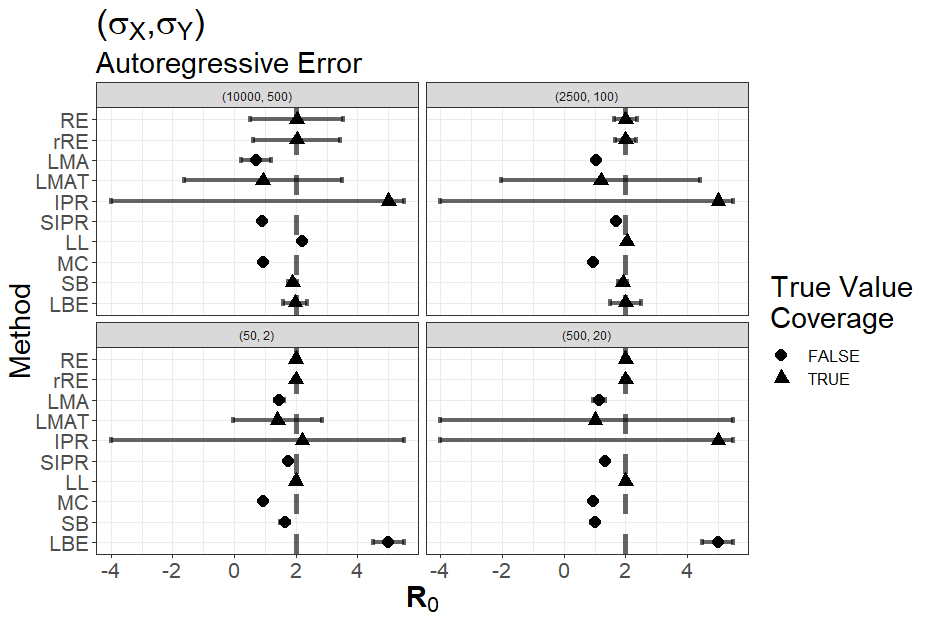 (σX,σY)
Autoregressive Error
(10000, 500)
(2500, 100)
RE
rRE
LMA
LMAT
IPR
SIPR
LL
MC
SB
LBE
(50, 2)
(500, 20)
RE
rRE
LMA
LMAT
IPR
SIPR
LL
MC
SB
LBE
-4 -2 0 2 4 -4 -2 0 2 4
R0
Method
True Value
Coverage
FALSE
TRUE